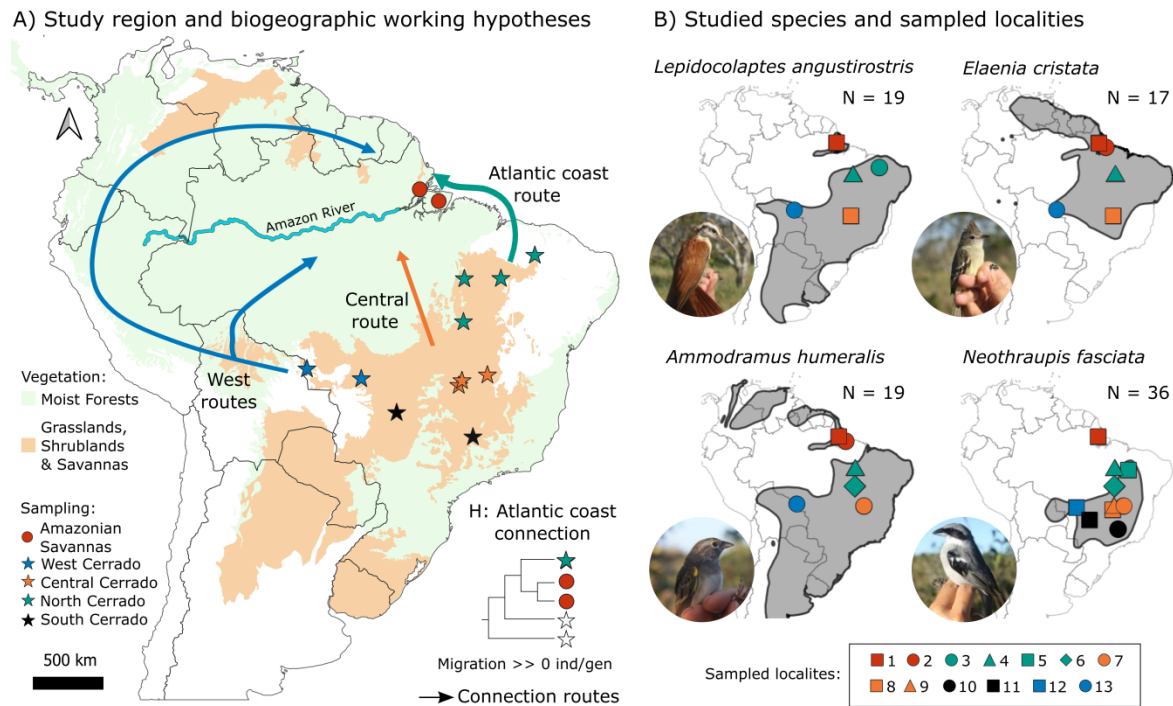 A) Study region and biogeographic working hypotheses
Atlantic coast
route
Amazon River
Central
route
West
routes
Vegetation:
Moist Forests
Grasslands,
Shrublands
& Savannas
Sampling:
Amazonian
Savannas
West Cerrado
Central Cerrado
North Cerrado
South Cerrado
500 km
H: Atlantic coast
connection
Migration >> 0 ind/gen
Connection routes
B) Studied species and sampled localities
Lepidocolaptes angustirostris
N = 19
Elaenia cristata
N = 17
Ammodramus humeralis
N = 19
Neothraupis fasciata
N = 36
Sampled localites:
1 2 3 4 5 6 7
8 9 10 11 12 13